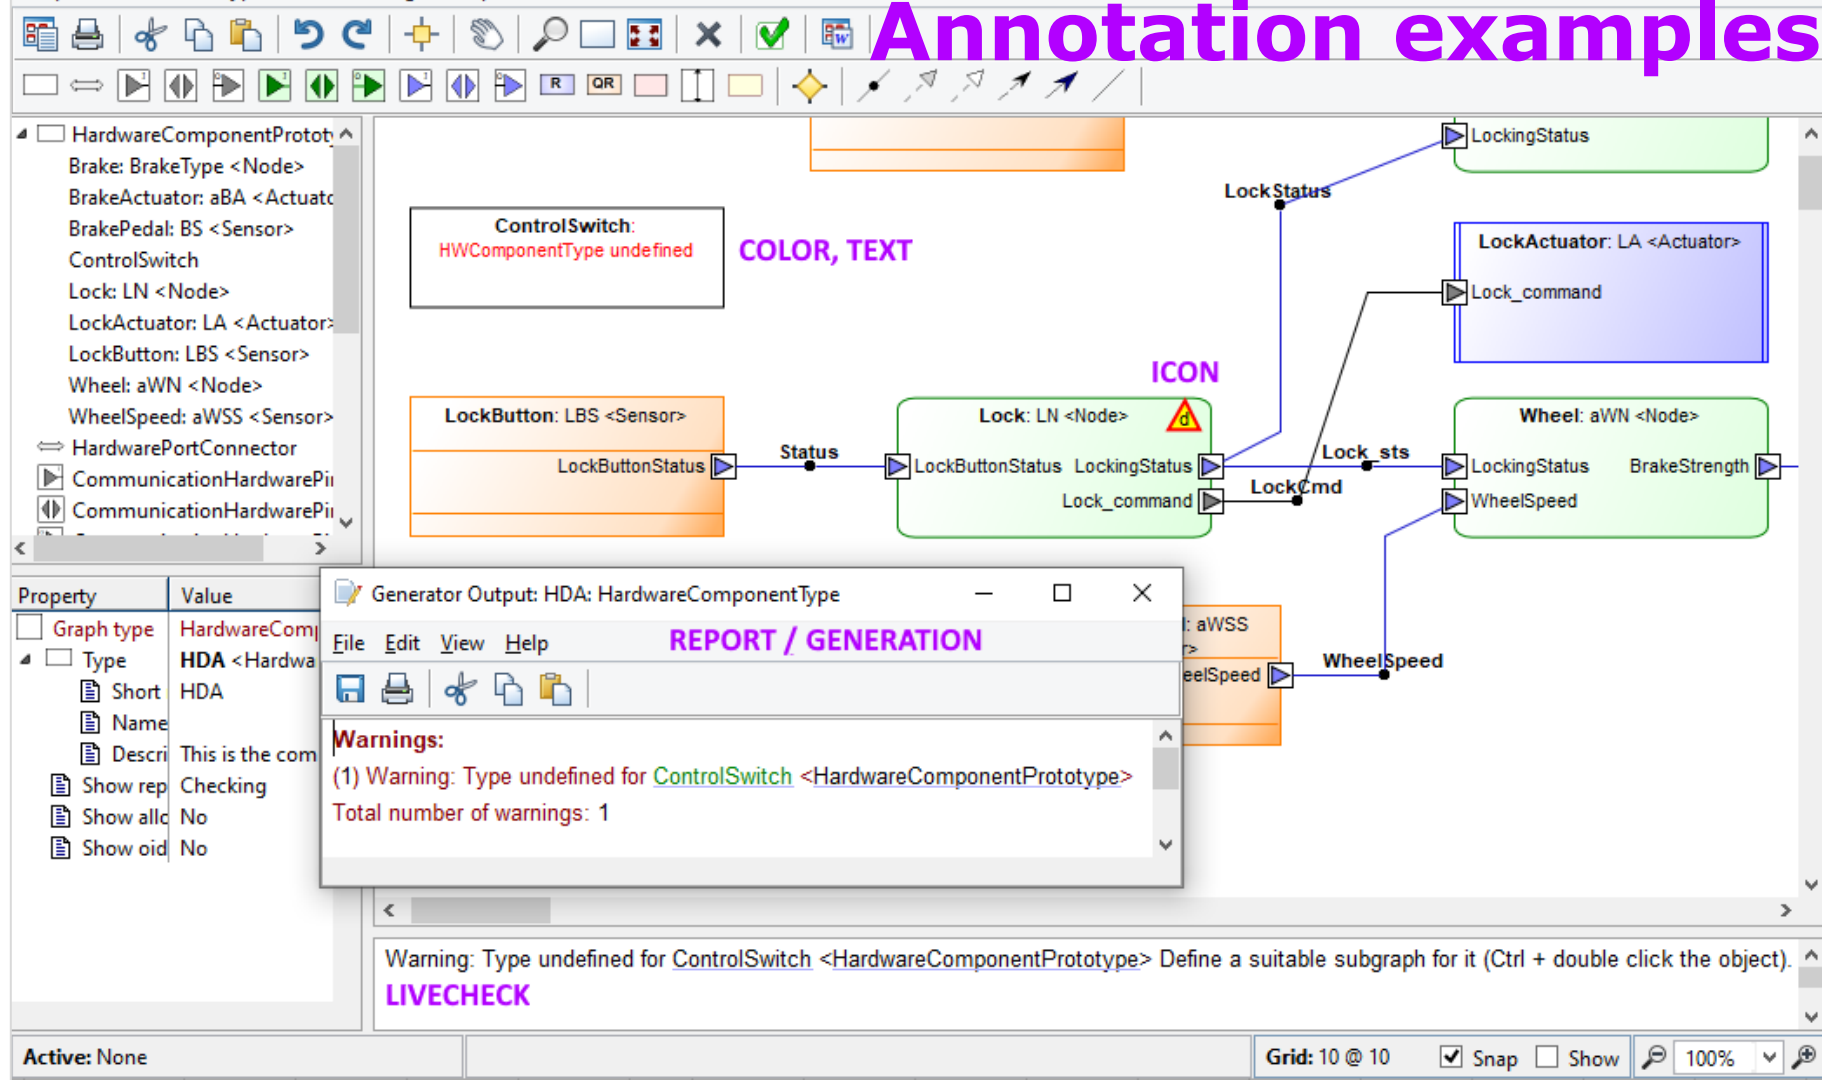 Annotation examples
R
QR
HardwareComponentPrototy
Brake: BrakeType <Node>
BrakeActuator: aBA <Actuato
BrakePedal: BS <Sensor>
ControlSwitch
Lock: LN <Node>
LockActuator: LA <Actuator>
LockButton: LBS <Sensor>
Wheel: aWN <Node>
WheelSpeed: aWSS <Sensor>
HardwarePortConnector
CommunicationHardwarePi
CommunicationHardwarePi
LockingStatus
LockStatus
ControlSwitch:
HWComponentType undefined
COLOR, TEXT
LockActuator: LA <Actuator>
Lock_command
ICON
LockButton: LBS <Sensor>
LockButtonStatus
Status
Lock: LN <Node>
d
LockButtonStatus LockingStatus
Lock_command
Lock_sts
LockCmd
Wheel: aWN <Node>
LockingStatus BrakeStrength
WheelSpeed
: aWSS
eelSpeed
WheelSpeed
Property Value
Graph type HardwareComp
Type HDA <Hardwa
Short HDA
Name
Descri This is the com
Show rep Checking
Show allo No
Show oid No
Generator Output: HDA: HardwareComponentType
File Edit View Help
REPORT / GENERATION
Warnings:
(1) Warning: Type undefined for ControlSwitch <HardwareComponentPrototype>
Total number of warnings: 1
Warning: Type undefined for ControlSwitch <HardwareComponentPrototype> Define a suitable subgraph for it (Ctrl + double click the object).
LIVECHECK
Active: None
Grid: 10 @ 10
Snap
Show
100%